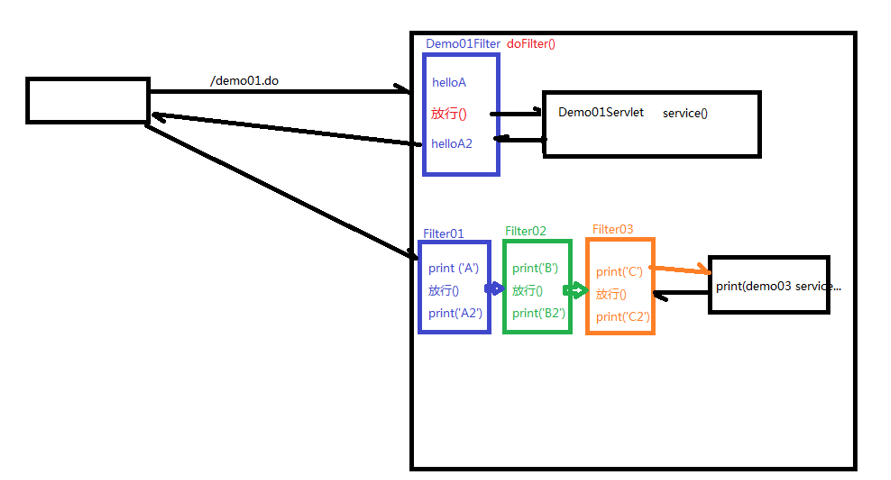 Demo01Filter doFilter()
/demo01.do
helloA
放行()
helloA2
Demo01Servlet service()
Filter01
print ('A')
放行()
print('A2')
Filter02
print('B')
放行()
print('B2')
Filter03
print('C')
放行()
print('C2')
print(demo03 service...